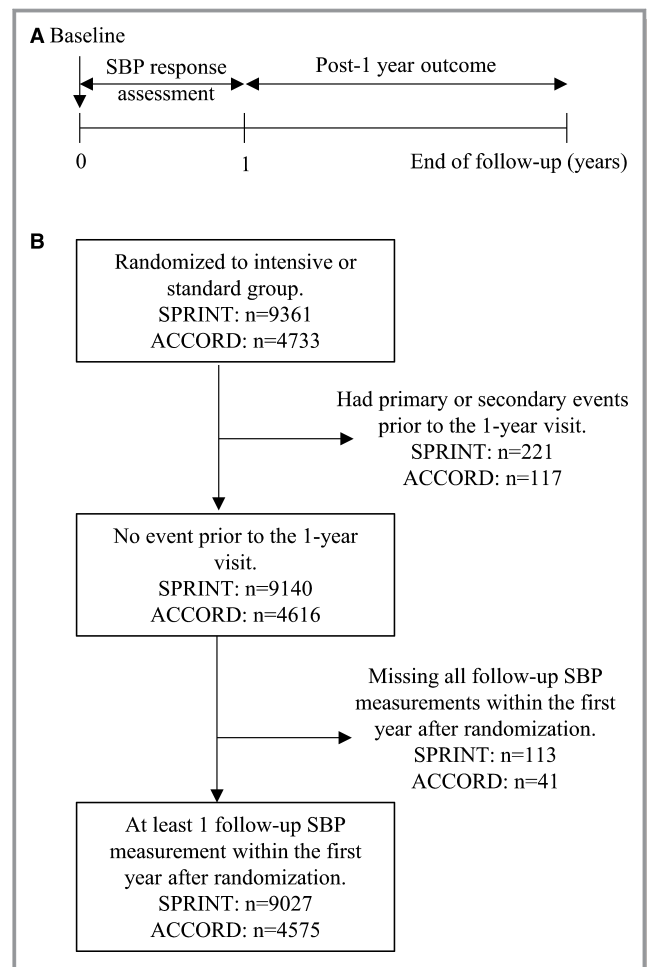 A Baseline
SBP response
assessment
Post-1 year outcome
0
1
End of follow-up (years)
B
Randomized to intensive or
standard group.
SPRINT: n=9361
ACCORD: n=4733
Had primary or secondary events
prior to the 1-year visit.
SPRINT: n=221
ACCORD: n=117
No event prior to the 1-year
visit.
SPRINT: n=9140
ACCORD: n=4616
Missing all follow-up SBP
measurements within the first
year after randomization.
SPRINT: n=113
ACCORD: n=41
At least 1 follow-up SBP
measurement within the first
year after randomization.
SPRINT: n=9027
ACCORD: n=4575